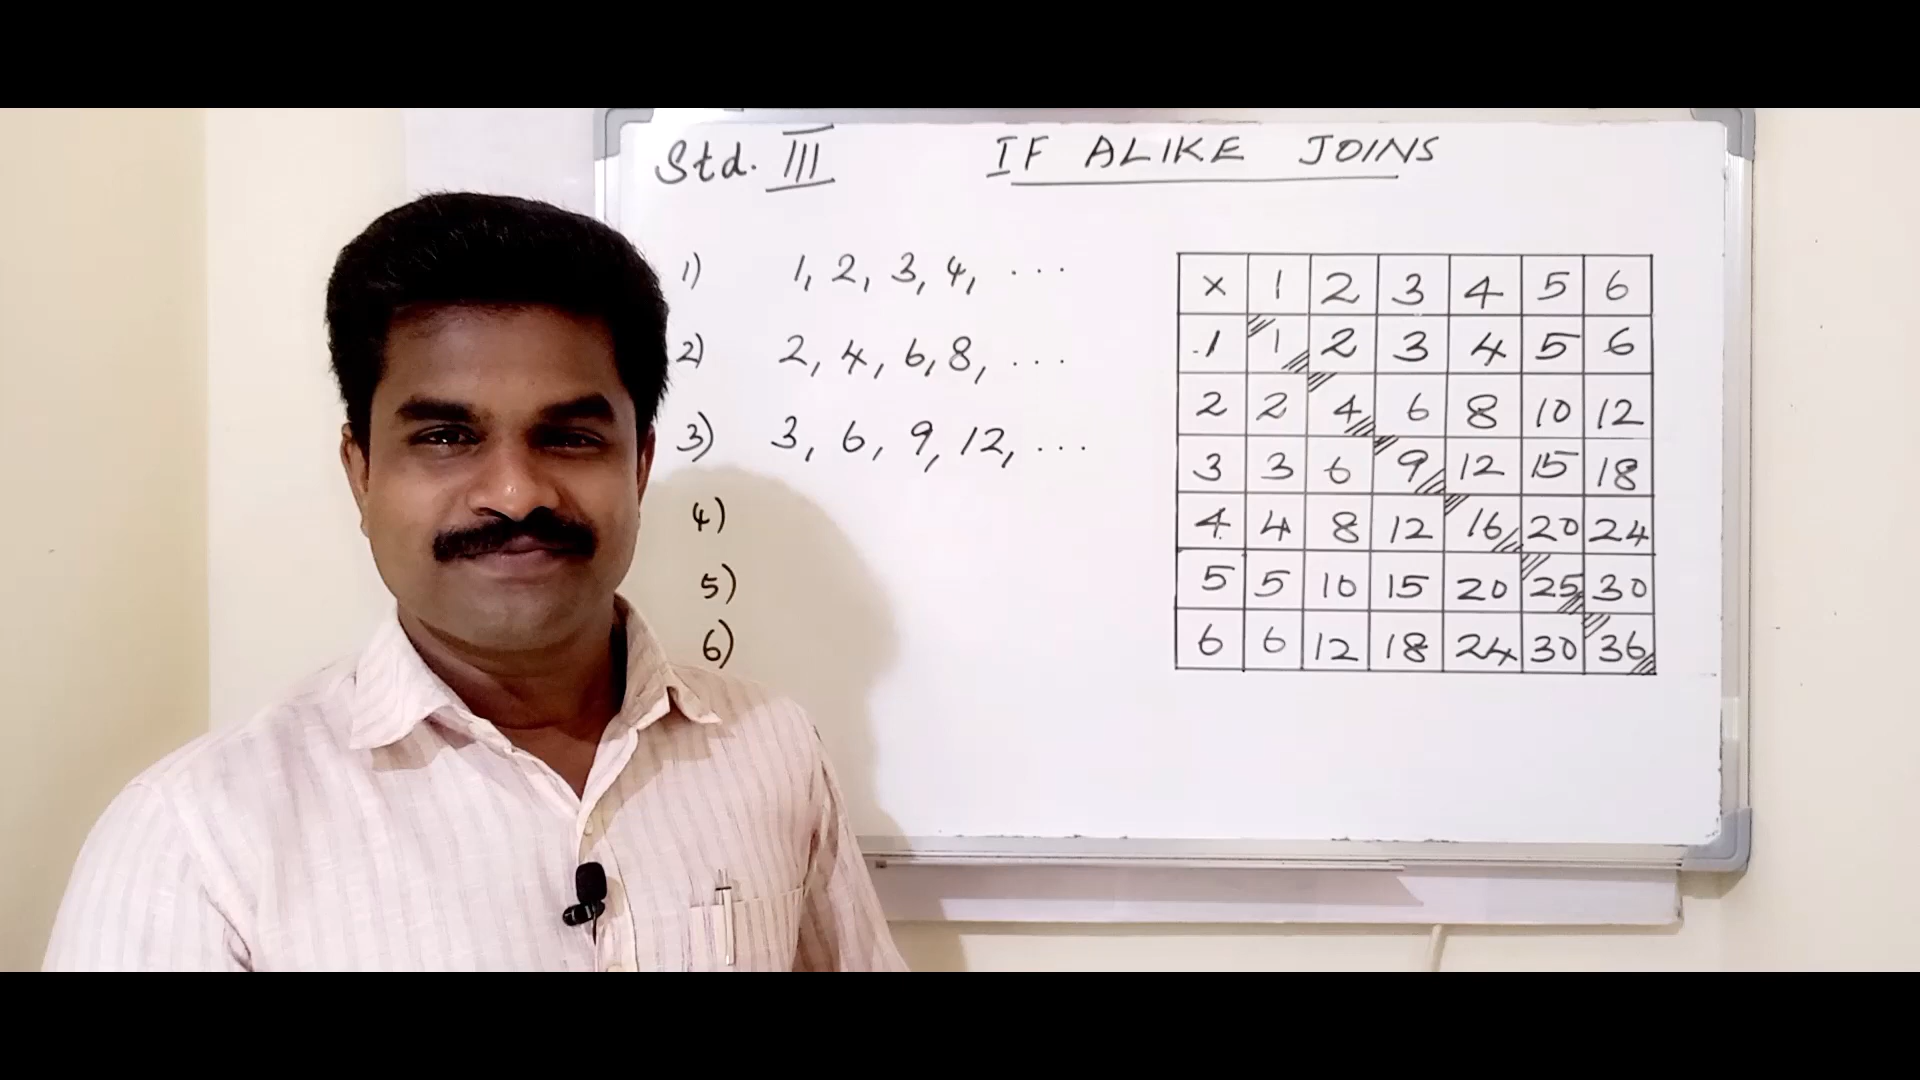 Std. III IF ALIKE JOINS
1) 1, 2, 3, 4, ...
2) 2, 4, 6, 8, ...
3) 3, 6, 9, 12, ...
4)
5)
6)
× 1 2 3 4 5 6
1 1 2 3 4 5 6
2 2 4 6 8 10 12
3 3 6 9 12 15 18
4 4 8 12 16 20 24
5 5 10 15 20 25 30
6 6 12 18 24 30 36